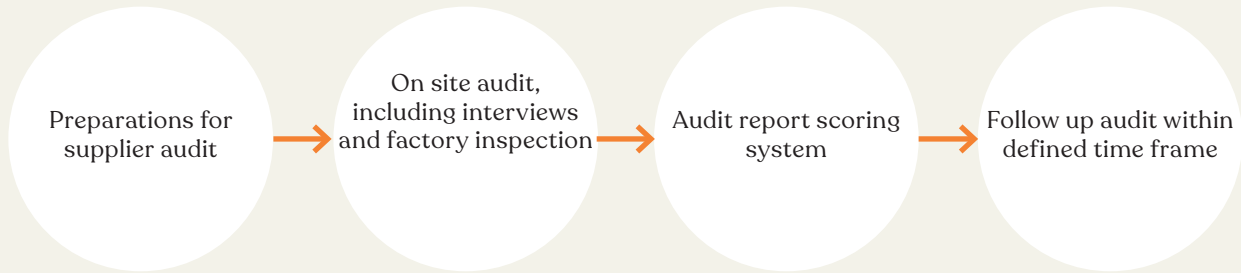 Preparations for
supplier audit
On site audit,
including interviews
and factory inspection
Audit report scoring
system
Follow up audit within
defined time frame